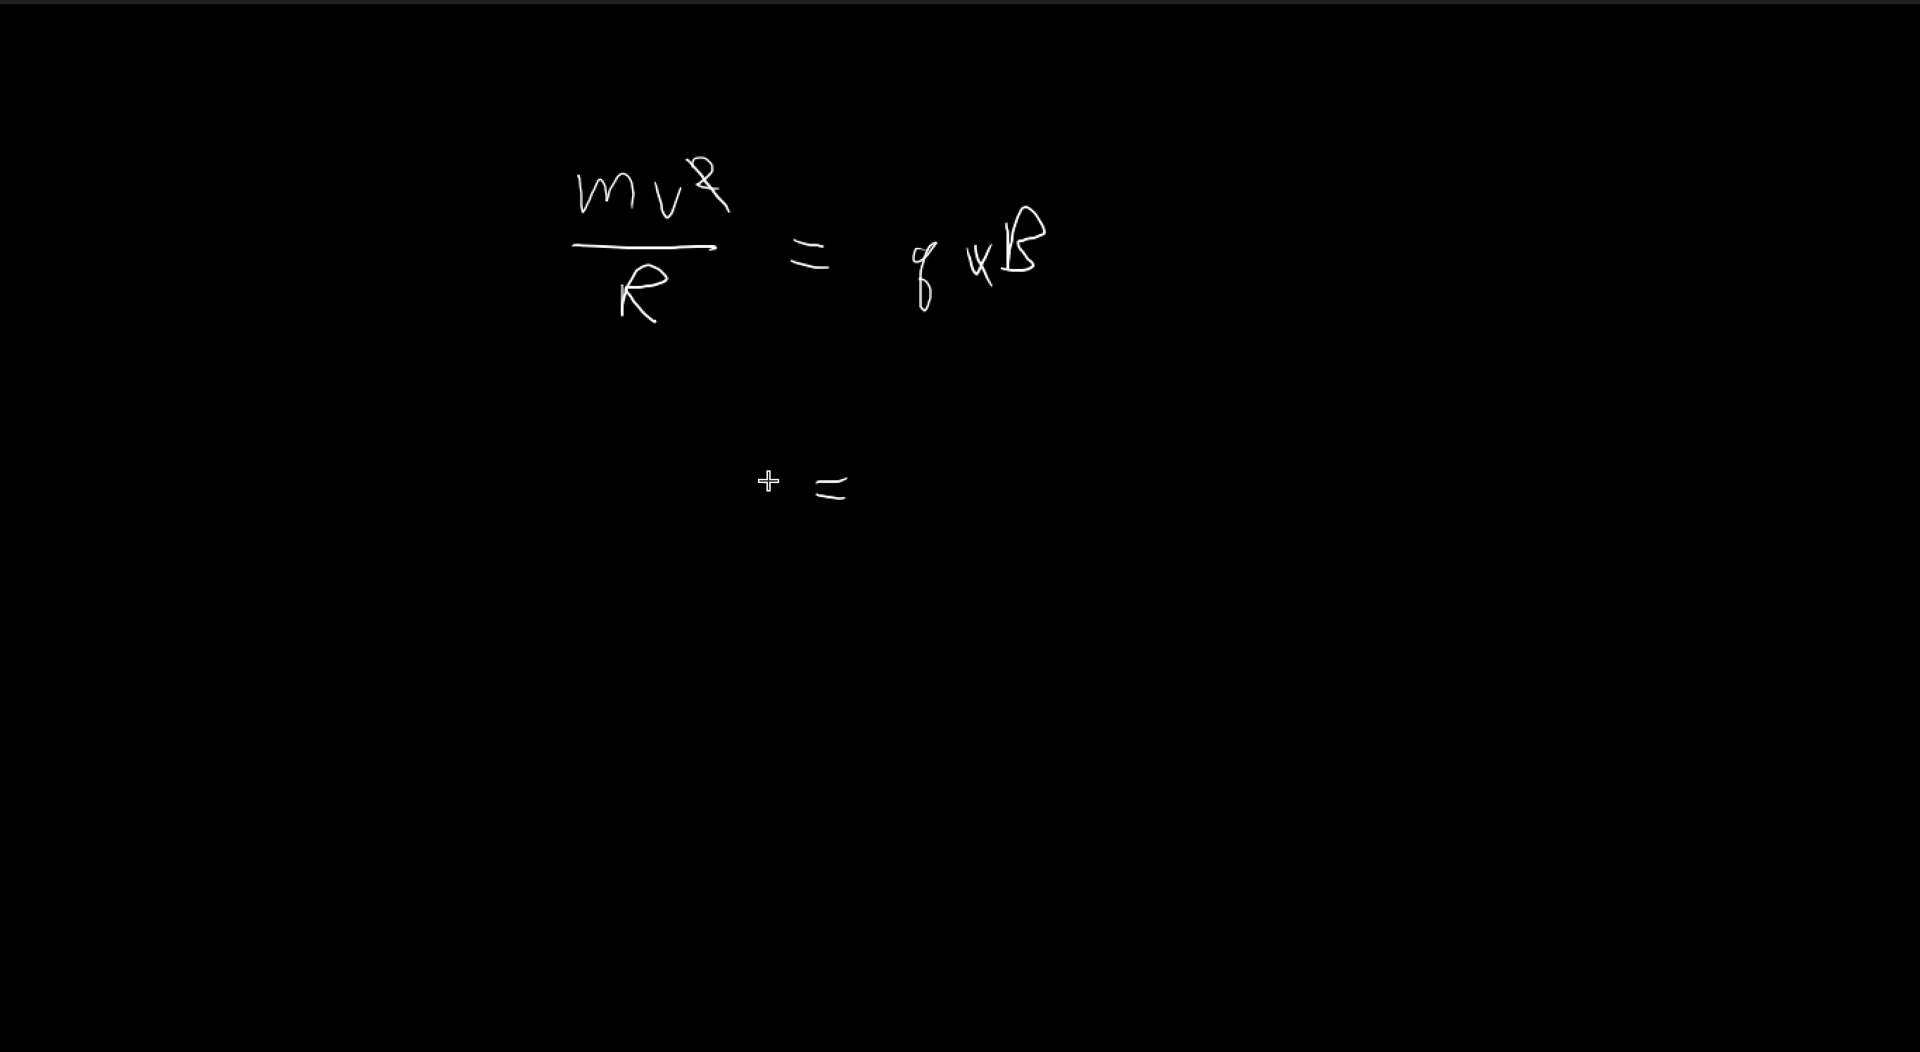 mv²/R = qvB
=